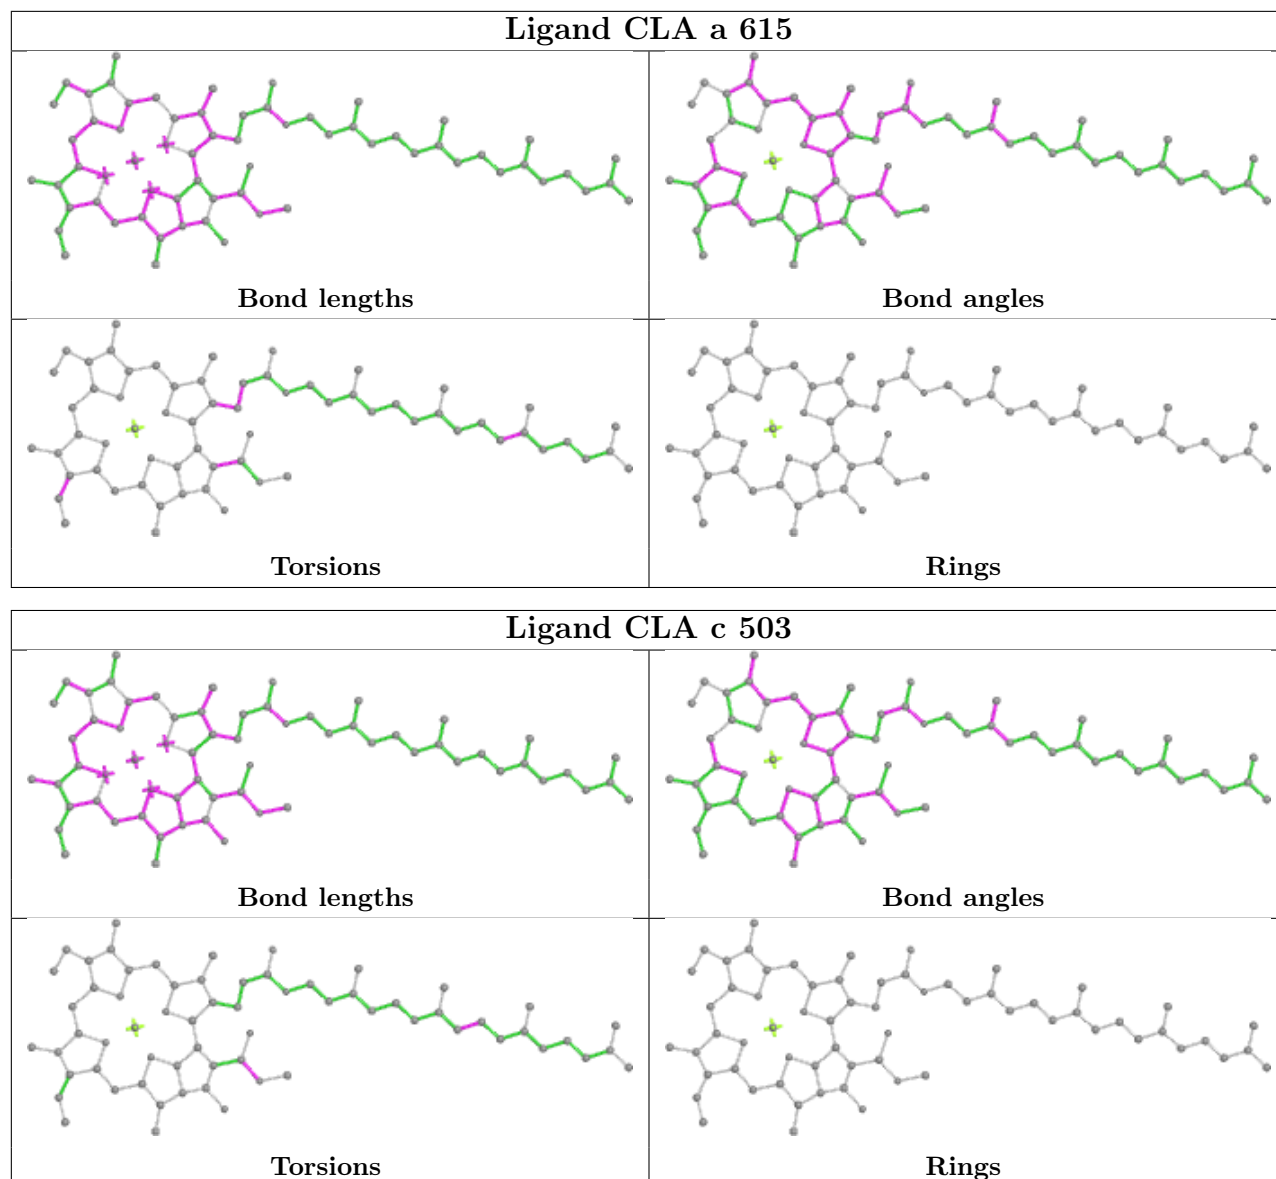 Ligand CLA a 615
Bond lengths
Bond angles
Torsions
Rings
Ligand CLA c 503
Bond lengths
Bond angles
Torsions
Rings